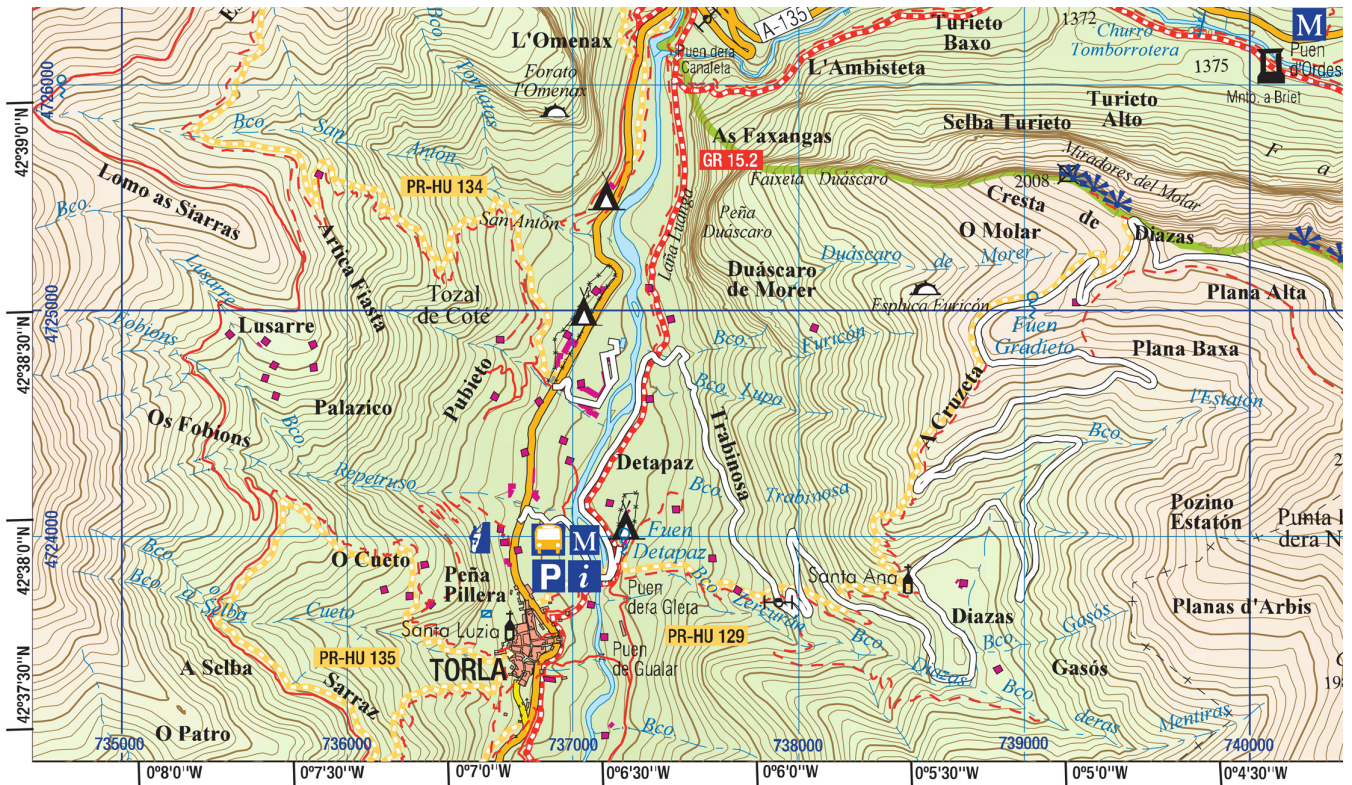 L'Omenax
Forato
l'Omenax
Fonfiatas
Bco.
A-135
Puen dera
Canaleta
Turieto
Baxo
1372
Churro
Tomborrotera
M
Puen
d'Ordesa
1375
Mnto. a Briet
L'Ambisteta
Turieto
Alto
Selba Turieto
As Faxangas
GR 15.2
Faixeta Duáscaro
Miradores del Molar
2008
F a
Bco. San Antón
PR-HU 134
San Antón
Laña Luanga
Peña
Duáscaro
Cresta de Diazas
O Molar
Lomo as Siarras
Bco.
Artica Fiasta
Duáscaro
de Morer
Duáscaro de Morer
Espluca Furicón
Plana Alta
Lusarre
Tozal
de Coté
Fuen
Gradieto
Plana Baxa
Fobions
Lusarre
Bco. Furicón
Bco. Lupo
Pubieto
Palazico
Bco.
Os Fobions
Trabinosa
A Cruzeta
l'Estatón
Bco.
Repetruso
Detapaz
Bco. Trabinosa
Pozino
Estatón
Fuen
Detapaz
M
P
i
Bco.
a Selba
O Cueto
Peña
Pillera
Cueto
Puen
dera Glera
Bco. Zercurún
Santa Ana
Diazas
Planas d'Arbis
Santa Luzia
PR-HU 129
Puen
de Gualar
Bco. Diazas
Bco. Gasós
Gasós
PR-HU 135
TORLA
A Selba
Sarraz
O Patro
Bco.
Bco. deras Mentiras
4726000
4725000
4724000
42°39'0''N
42°38'30''N
42°38'0''N
42°37'30''N
735000
736000
737000
738000
739000
740000
0°8'0''W
0°7'30''W
0°7'0''W
0°6'30''W
0°6'0''W
0°5'30''W
0°5'0''W
0°4'30''W